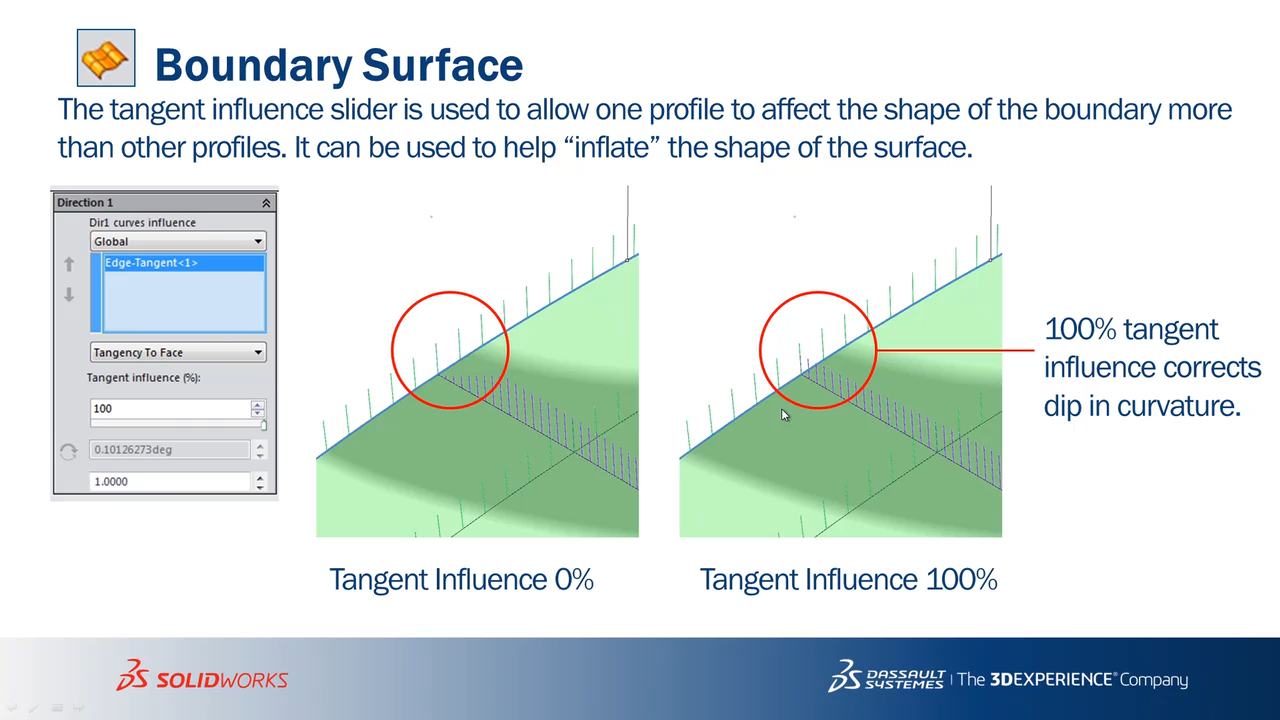 Boundary Surface
The tangent influence slider is used to allow one profile to affect the shape of the boundary more
than other profiles. It can be used to help “inflate” the shape of the surface.
Direction 1
Dir1 curves influence
Global
Edge-Tangent<1>
Tangency To Face
Tangent influence (%):
100
0.10126273deg
1.0000
100% tangent
influence corrects
dip in curvature.
Tangent Influence 0%
Tangent Influence 100%
SOLIDWORKS
DASSAULT
SYSTEMES
The 3DEXPERIENCE® Company